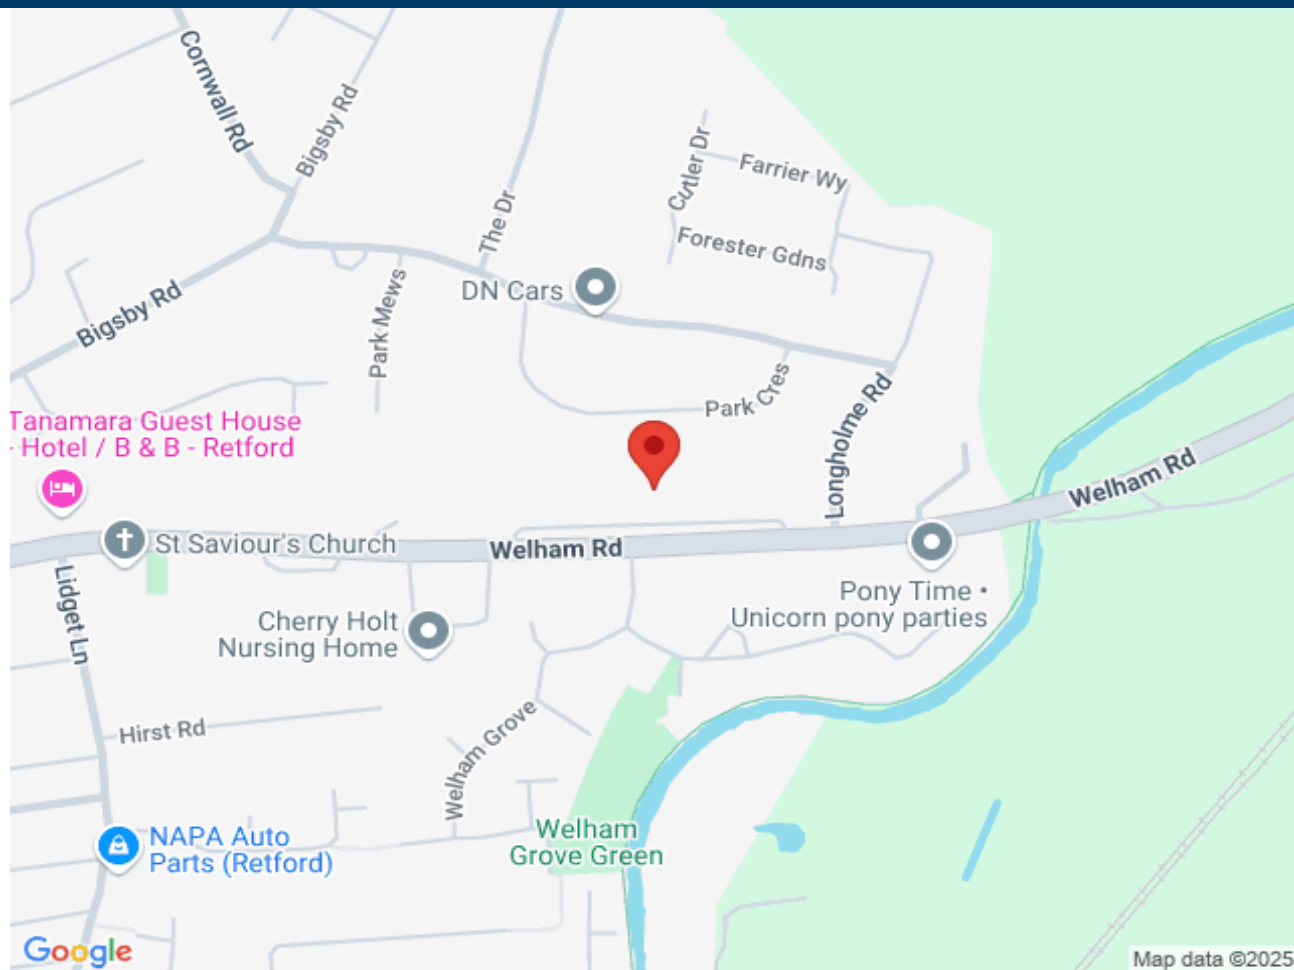 Cornwall Rd
Bigsby Rd
Cutler Dr
Farrier Wy
The Dr
Forester Gdns
Bigsby Rd
Park Mews
DN Cars
Park Cres
Longholme Rd
Tanamara Guest House
- Hotel / B & B - Retford
Welham Rd
St Saviour's Church
Welham Rd
Lidget Ln
Cherry Holt
Nursing Home
Pony Time •
Unicorn pony parties
Hirst Rd
Welham Grove
NAPA Auto
Parts (Retford)
Welham
Grove Green
Google
Map data ©2025